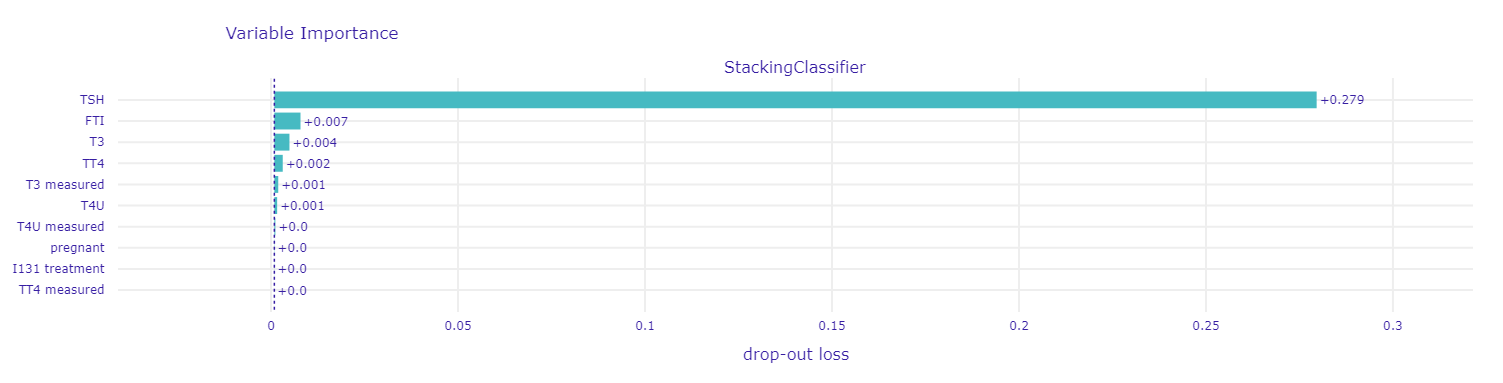 Variable Importance
StackingClassifier
TSH +0.279
FTI +0.007
T3 +0.004
TT4 +0.002
T3 measured +0.001
T4U +0.001
T4U measured +0.0
pregnant +0.0
I131 treatment +0.0
TT4 measured +0.0
0 0.05 0.1 0.15 0.2 0.25 0.3
drop-out loss